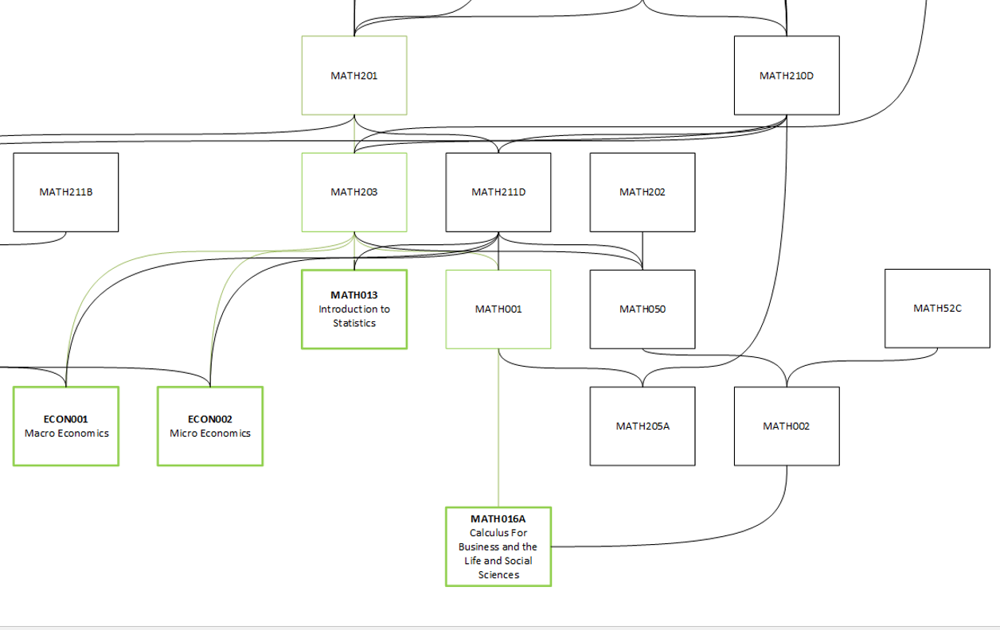 MATH201
MATH210D
MATH211B
MATH203
MATH211D
MATH202
MATH013
Introduction to
Statistics
MATH001
MATH050
MATH52C
ECON001
Macro Economics
ECON002
Micro Economics
MATH205A
MATH002
MATH016A
Calculus For
Business and the
Life and Social
Sciences